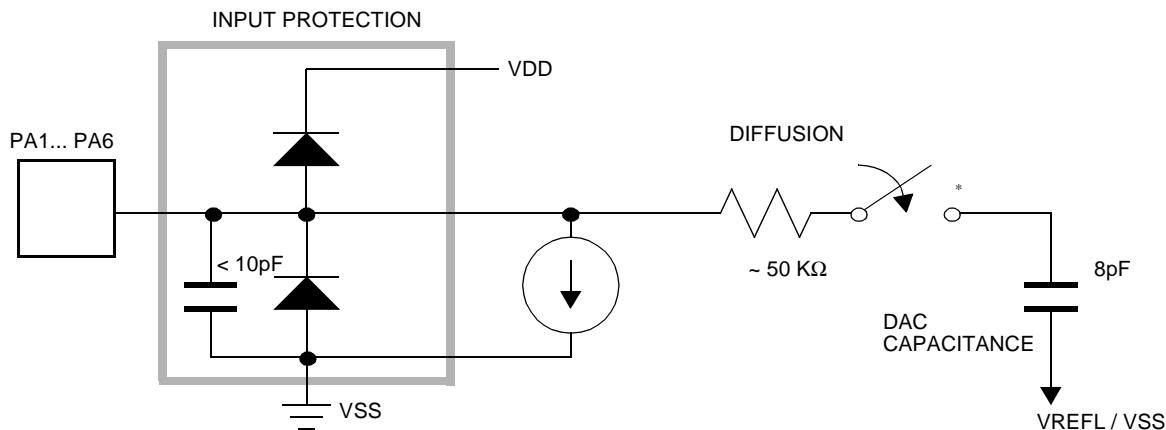 INPUT PROTECTION
VDD
PA1... PA6
DIFFUSION
*
< 10pF
~ 50 KΩ
8pF
DAC
CAPACITANCE
VSS
VREFL / VSS